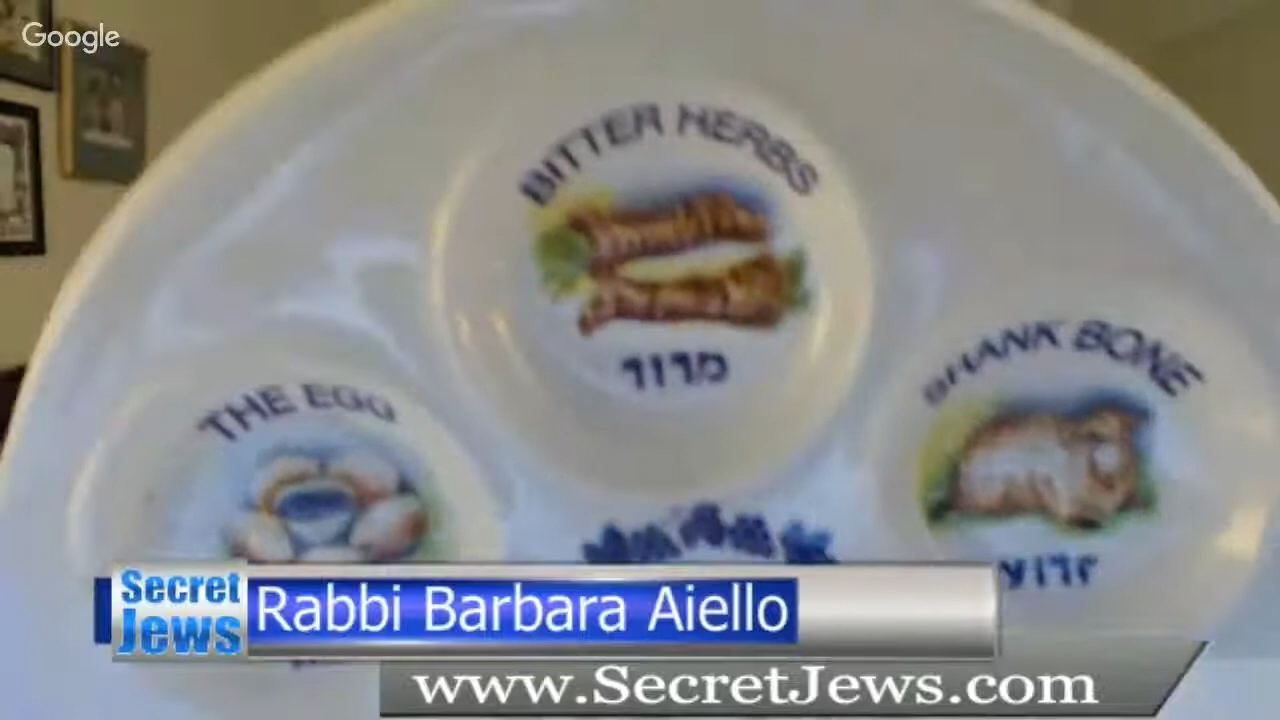 Google
BITTER HERBS
מרור
THE EGG
SHANK BONE
זרוע
Secret
Jews
Rabbi Barbara Aiello
www.SecretJews.com